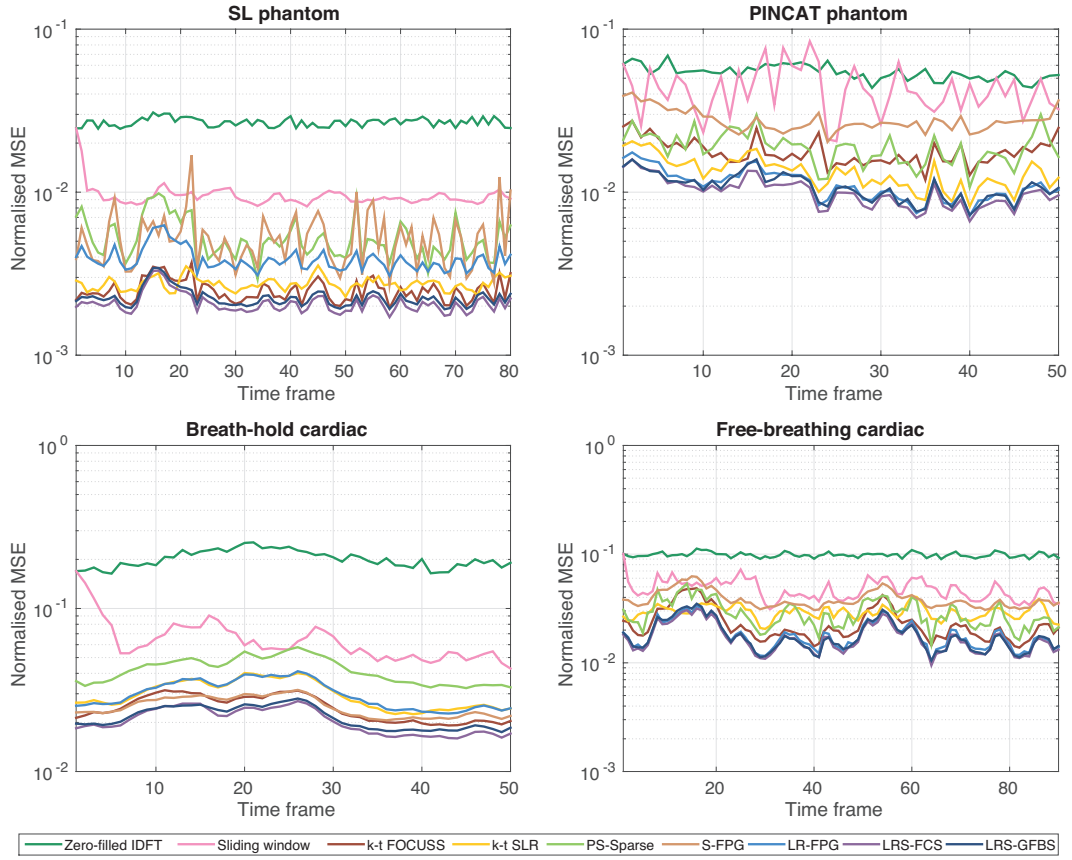 SL phantom
PINCAT phantom
10^-1
10^-2
10^-3
Normalised MSE
10 20 30 40 50 60 70 80
Time frame
10^-1
10^-2
10^-3
Normalised MSE
10 20 30 40 50
Time frame
Breath-hold cardiac
Free-breathing cardiac
10^0
10^-1
10^-2
Normalised MSE
10 20 30 40 50
Time frame
10^0
10^-1
10^-2
10^-3
Normalised MSE
20 40 60 80
Time frame
Zero-filled IDFT Sliding window k-t FOCUSS k-t SLR PS-Sparse S-FPG LR-FPG LRS-FCS LRS-GFBS